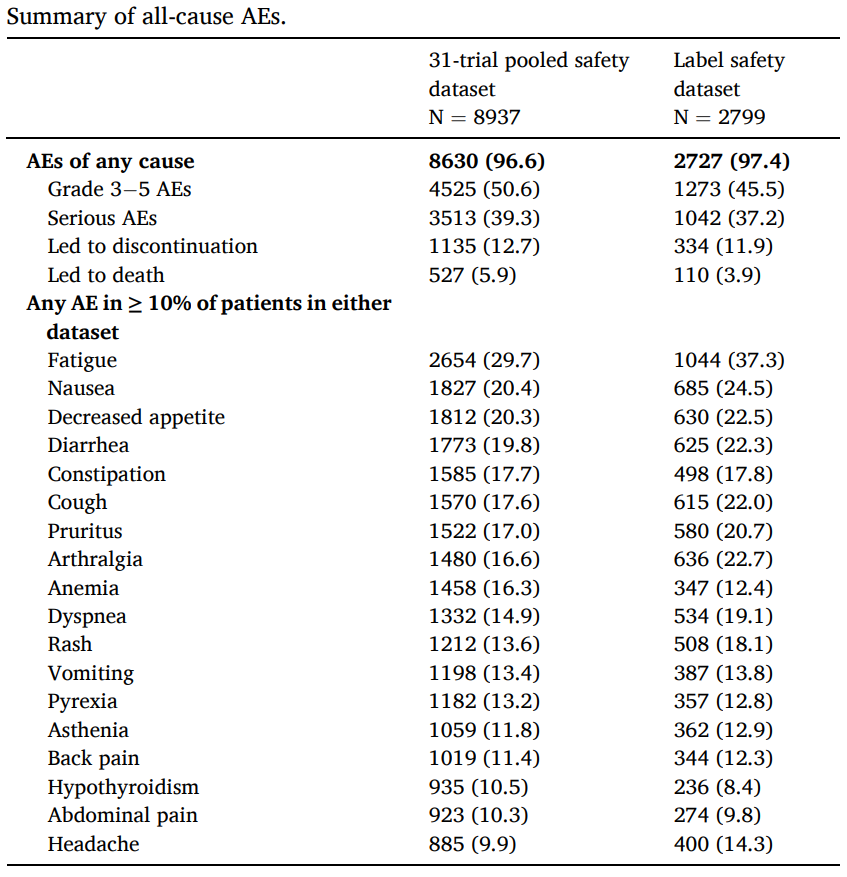 Summary of all-cause AEs.
31-trial pooled safety dataset N = 8937 Label safety dataset N = 2799
AEs of any cause 8630 (96.6) 2727 (97.4)
Grade 3−5 AEs 4525 (50.6) 1273 (45.5)
Serious AEs 3513 (39.3) 1042 (37.2)
Led to discontinuation 1135 (12.7) 334 (11.9)
Led to death 527 (5.9) 110 (3.9)
Any AE in ≥ 10% of patients in either
dataset
Fatigue 2654 (29.7) 1044 (37.3)
Nausea 1827 (20.4) 685 (24.5)
Decreased appetite 1812 (20.3) 630 (22.5)
Diarrhea 1773 (19.8) 625 (22.3)
Constipation 1585 (17.7) 498 (17.8)
Cough 1570 (17.6) 615 (22.0)
Pruritus 1522 (17.0) 580 (20.7)
Arthralgia 1480 (16.6) 636 (22.7)
Anemia 1458 (16.3) 347 (12.4)
Dyspnea 1332 (14.9) 534 (19.1)
Rash 1212 (13.6) 508 (18.1)
Vomiting 1198 (13.4) 387 (13.8)
Pyrexia 1182 (13.2) 357 (12.8)
Asthenia 1059 (11.8) 362 (12.9)
Back pain 1019 (11.4) 344 (12.3)
Hypothyroidism 935 (10.5) 236 (8.4)
Abdominal pain 923 (10.3) 274 (9.8)
Headache 885 (9.9) 400 (14.3)